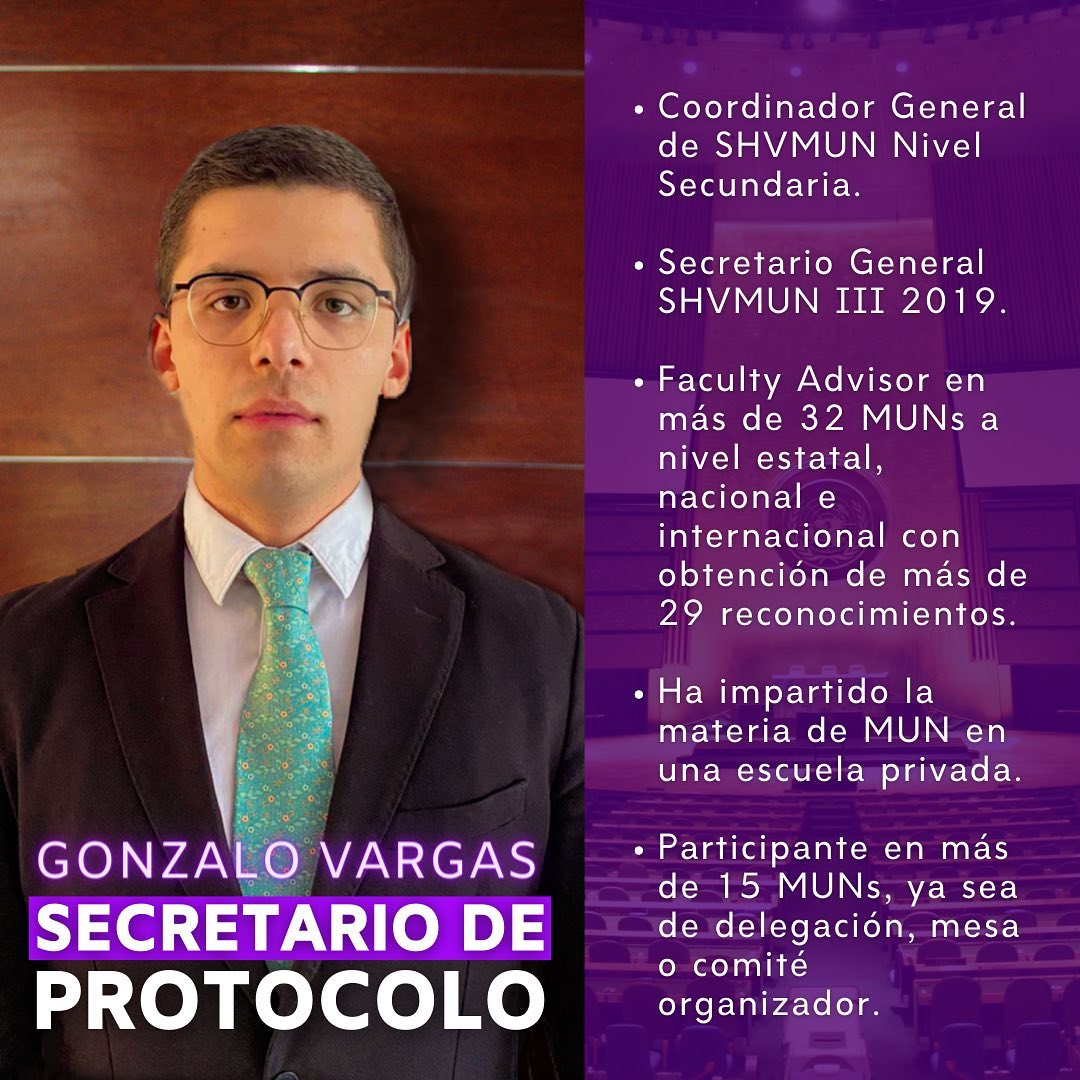 GONZALO VARGAS
SECRETARIO DE
PROTOCOLO
• Coordinador General
de SHVMUN Nivel
Secundaria.
• Secretario General
SHVMUN III 2019.
• Faculty Advisor en
más de 32 MUNs a
nivel estatal,
nacional e
internacional con
obtención de más de
29 reconocimientos.
• Ha impartido la
materia de MUN en
una escuela privada.
• Participante en más
de 15 MUNs, ya sea
de delegación, mesa
o comité
organizador.